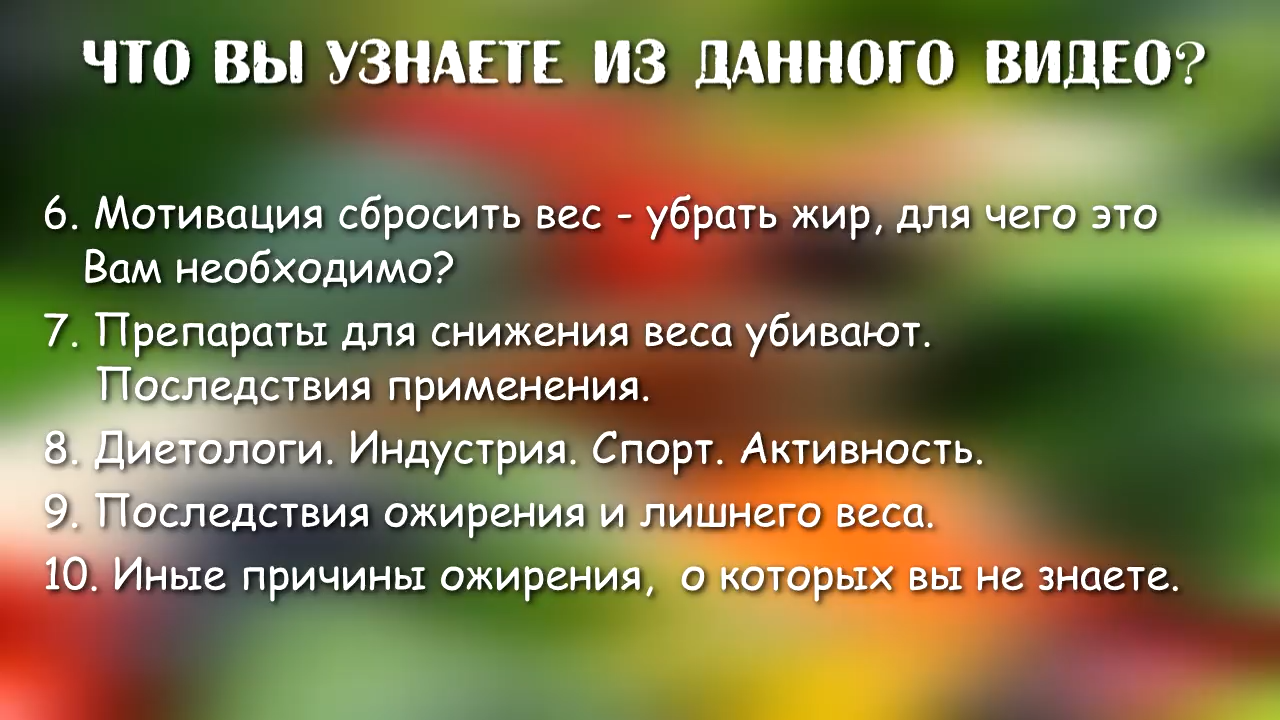 ЧТО ВЫ УЗНАЕТЕ ИЗ ДАННОГО ВИДЕО?
6. Мотивация сбросить вес - убрать жир, для чего это
Вам необходимо?
7. Препараты для снижения веса убивают.
Последствия применения.
8. Диетологи. Индустрия. Спорт. Активность.
9. Последствия ожирения и лишнего веса.
10. Иные причины ожирения, о которых вы не знаете.